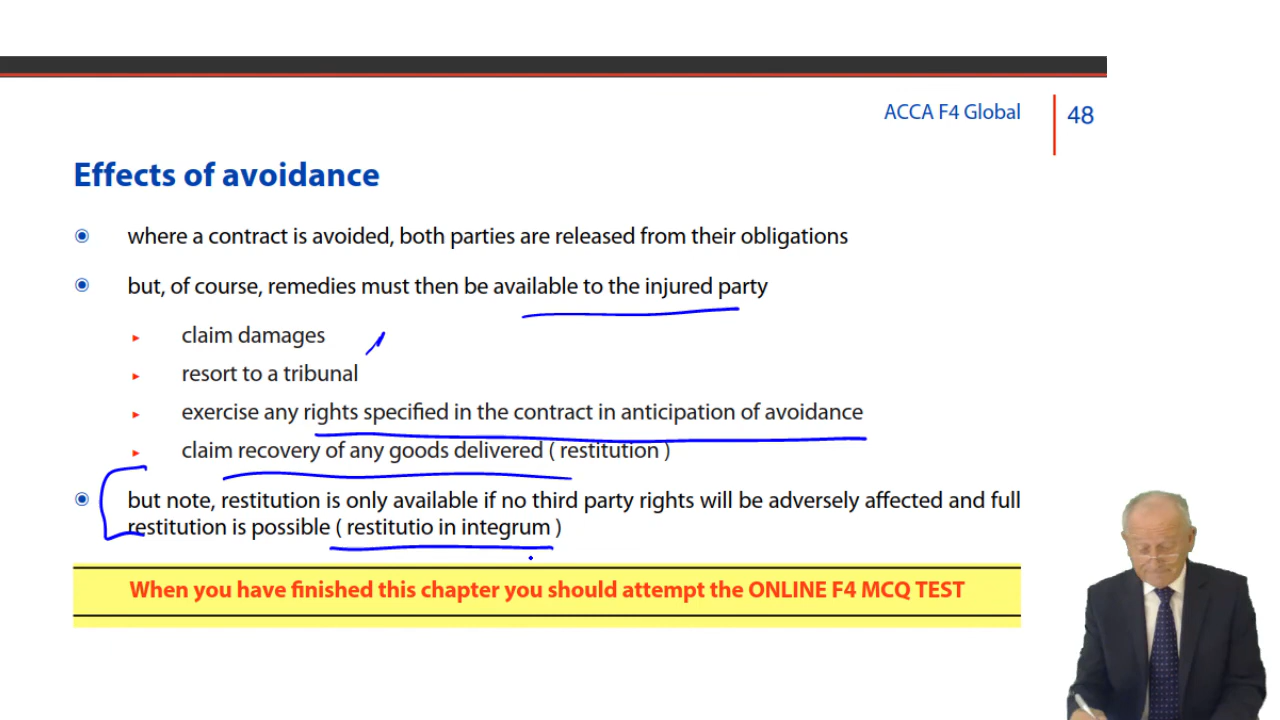 ACCA F4 Global
48
Effects of avoidance
where a contract is avoided, both parties are released from their obligations
but, of course, remedies must then be available to the injured party
claim damages
resort to a tribunal
exercise any rights specified in the contract in anticipation of avoidance
claim recovery of any goods delivered ( restitution )
but note, restitution is only available if no third party rights will be adversely affected and full
restitution is possible ( restitutio in integrum )
When you have finished this chapter you should attempt the ONLINE F4 MCQ TEST